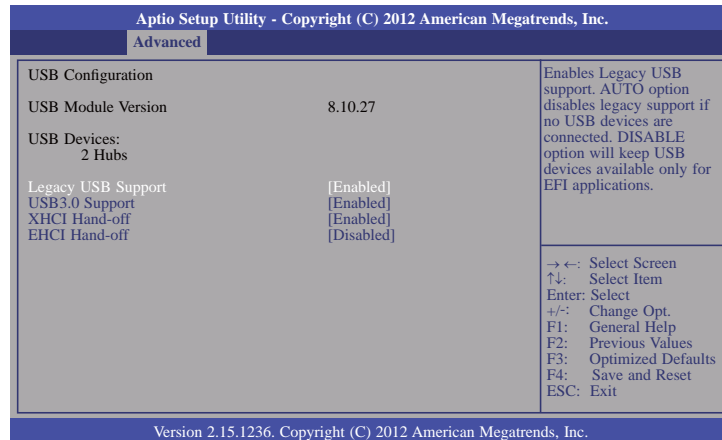 Aptio Setup Utility - Copyright (C) 2012 American Megatrends, Inc.
Advanced
USB Configuration
USB Module Version 8.10.27
USB Devices:
2 Hubs
Legacy USB Support [Enabled]
USB3.0 Support [Enabled]
XHCI Hand-off [Enabled]
EHCI Hand-off [Disabled]
Enables Legacy USB
support. AUTO option
disables legacy support if
no USB devices are
connected. DISABLE
option will keep USB
devices available only for
EFI applications.
→←: Select Screen
↑↓: Select Item
Enter: Select
+/-: Change Opt.
F1: General Help
F2: Previous Values
F3: Optimized Defaults
F4: Save and Reset
ESC: Exit
Version 2.15.1236. Copyright (C) 2012 American Megatrends, Inc.